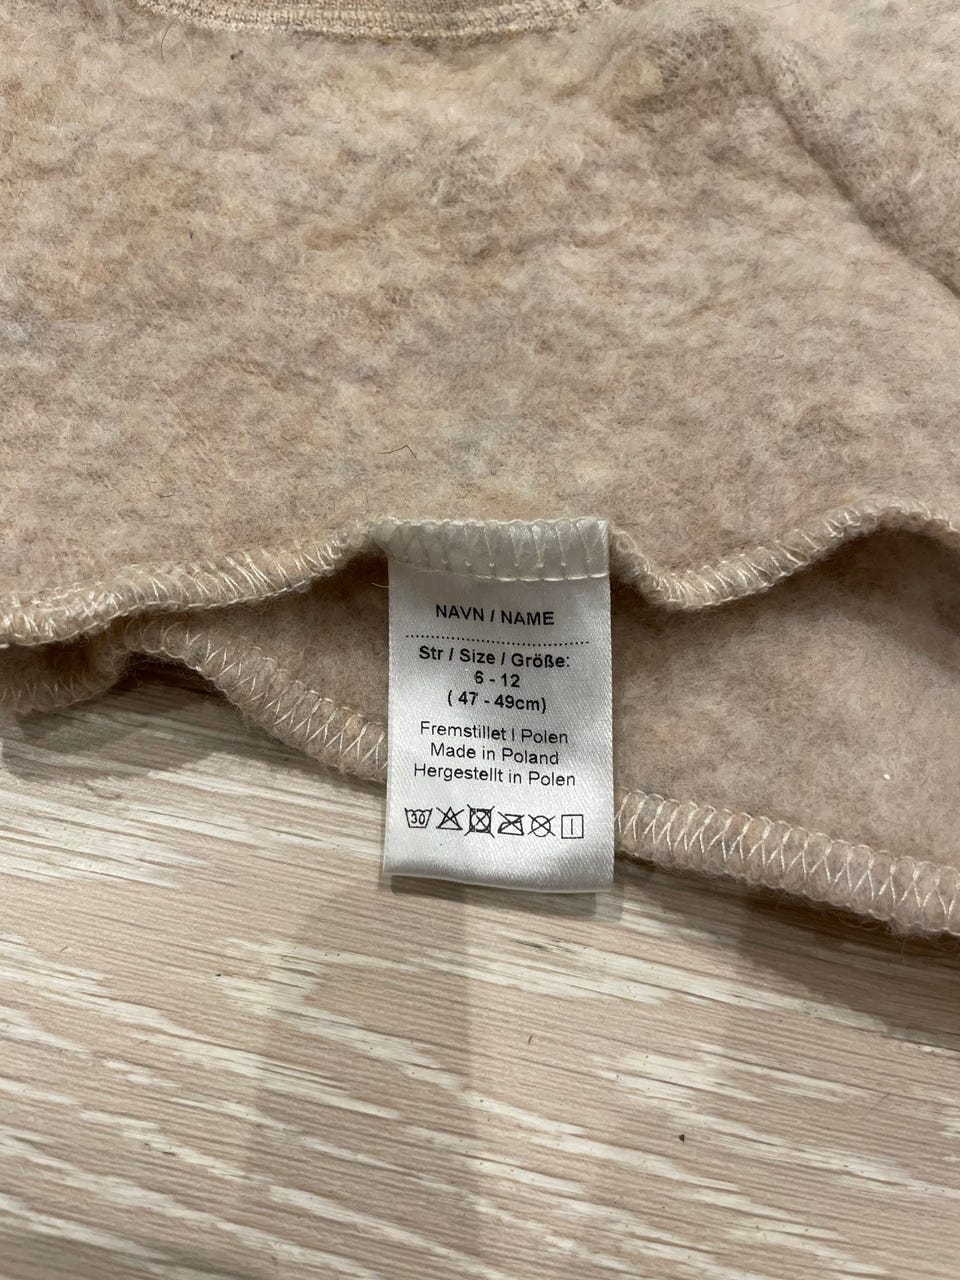 NAVN / NAME
Str / Size / Größe:
6 - 12
( 47 - 49cm)
Fremstillet I Polen
Made in Poland
Hergestellt in Polen
30